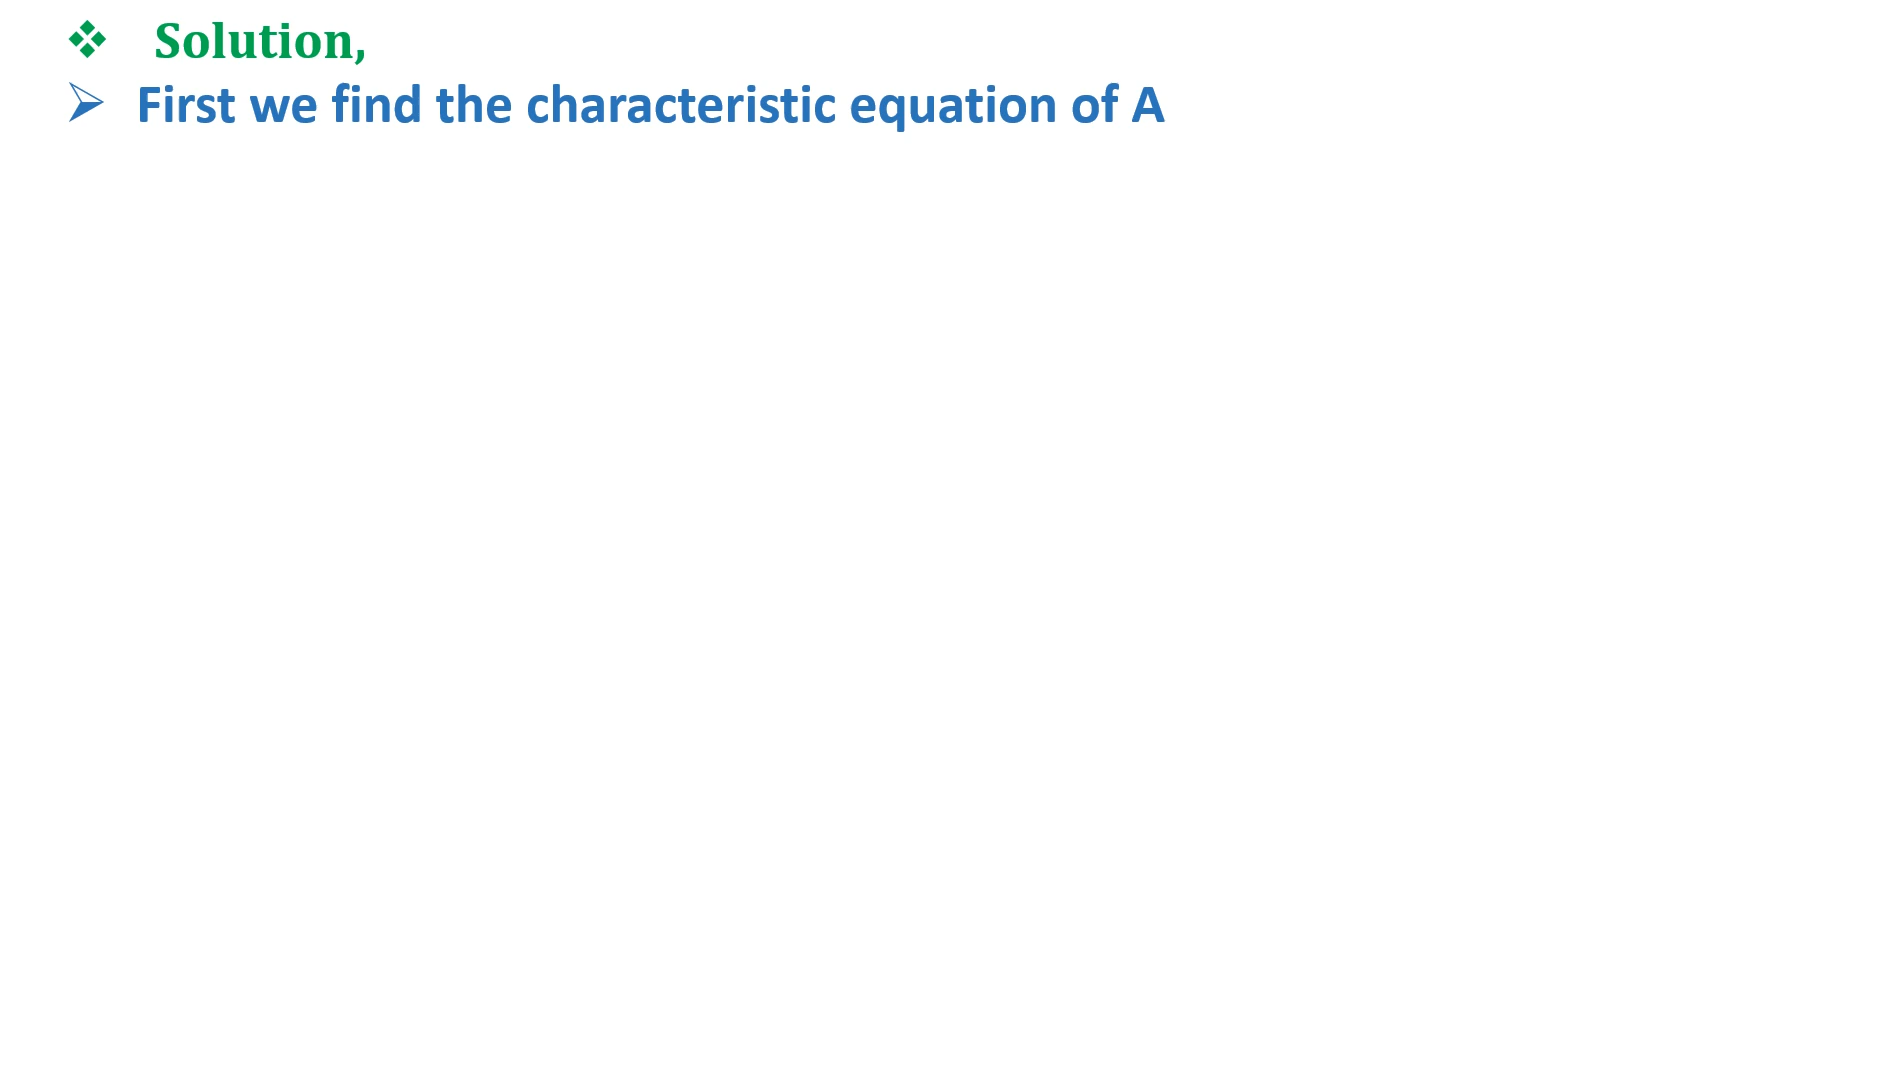 ❖ Solution,
➢ First we find the characteristic equation of A